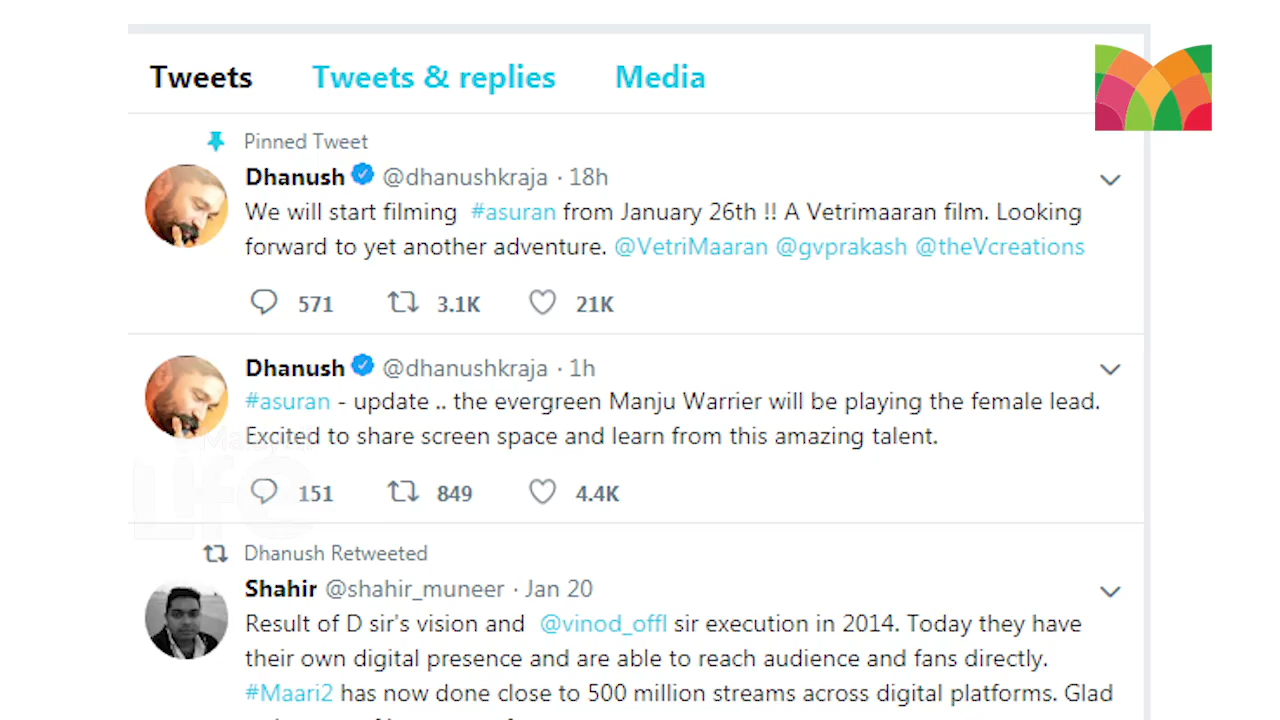 Tweets Tweets & replies Media
Pinned Tweet
Dhanush @dhanushkraja · 18h
We will start filming #asuran from January 26th !! A Vetrimaaran film. Looking
forward to yet another adventure. @VetriMaaran @gvprakash @theVcreations
571 3.1K 21K
Dhanush @dhanushkraja · 1h
#asuran - update .. the evergreen Manju Warrier will be playing the female lead.
Excited to share screen space and learn from this amazing talent.
151 849 4.4K
Life
Dhanush Retweeted
Shahir @shahir_muneer · Jan 20
Result of D sir's vision and @vinod_offl sir execution in 2014. Today they have
their own digital presence and are able to reach audience and fans directly.
#Maari2 has now done close to 500 million streams across digital platforms. Glad